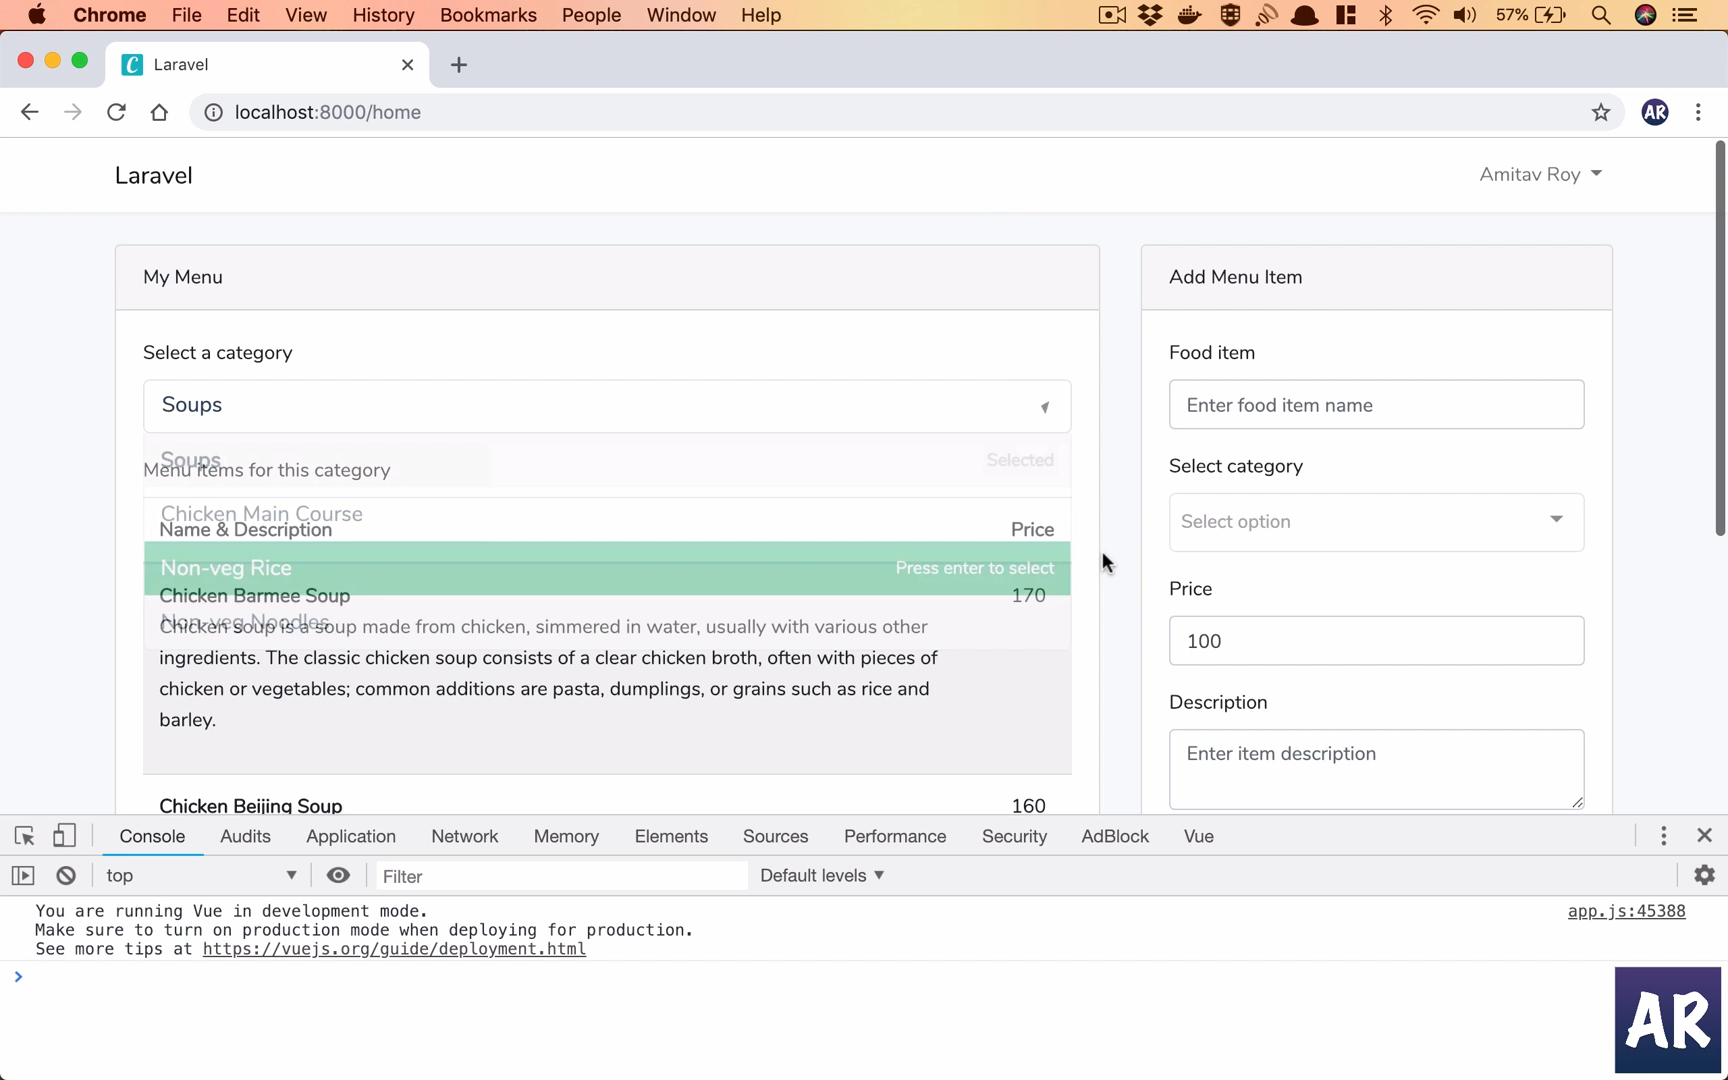 Chrome File Edit View History Bookmarks People Window Help 57%
Laravel
localhost:8000/home AR
Laravel Amitav Roy
My Menu
Select a category
Soups
Soups Selected
Menu items for this category
Chicken Main Course
Name & Description Price
Non-veg Rice Press enter to select
Chicken Barmee Soup 170
Non-veg Noodles
Chicken soup is a soup made from chicken, simmered in water, usually with various other
ingredients. The classic chicken soup consists of a clear chicken broth, often with pieces of
chicken or vegetables; common additions are pasta, dumplings, or grains such as rice and
barley.
Chicken Beijing Soup 160
Add Menu Item
Food item
Enter food item name
Select category
Select option
Price
100
Description
Enter item description
Console Audits Application Network Memory Elements Sources Performance Security AdBlock Vue
top Filter Default levels
You are running Vue in development mode. app.js:45388
Make sure to turn on production mode when deploying for production.
See more tips at https://vuejs.org/guide/deployment.html
AR